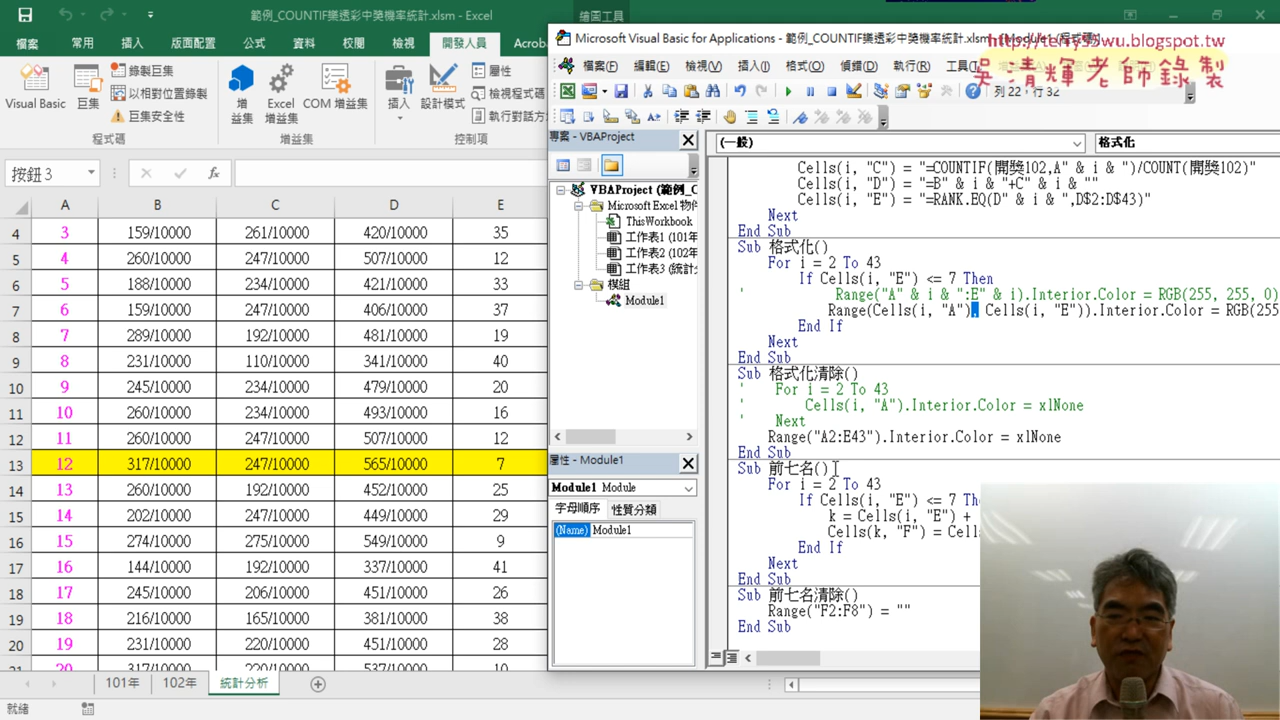 範例_COUNTIF樂透彩中獎機率統計.xlsm - Excel
繪圖工具
檔案 常用 插入 版面配置 公式 資料 校閱 檢視 開發人員 Acrob
Visual Basic 巨集 錄製巨集
以相對位置錄製
巨集安全性
程式碼
增益集 Excel 增益集 COM 增益集
增益集
插入 設計模式 屬性
檢視程式碼
執行對話方
控制項
按鈕 3
fx
A B C D E
4 3 159/10000 261/10000 420/10000 35
5 4 260/10000 247/10000 507/10000 12
6 5 188/10000 234/10000 421/10000 33
7 6 159/10000 247/10000 406/10000 37
8 7 289/10000 192/10000 481/10000 19
9 8 231/10000 110/10000 341/10000 40
10 9 245/10000 234/10000 479/10000 20
11 10 260/10000 234/10000 493/10000 16
12 11 260/10000 247/10000 507/10000 12
13 12 317/10000 247/10000 565/10000 7
14 13 260/10000 192/10000 452/10000 25
15 14 202/10000 247/10000 449/10000 29
16 15 274/10000 275/10000 549/10000 9
17 16 144/10000 192/10000 337/10000 41
18 17 245/10000 206/10000 451/10000 26
19 18 216/10000 165/10000 381/10000 38
20 19 231/10000 220/10000 451/10000 28
21 20 317/10000 220/10000 537/10000 10
101年 102年 統計分析
就緒
Microsoft Visual Basic for Applications - 範例_COUNTIF樂透彩中獎機率統計.xlsm
http://terry55wu.blogspot.tw
吳清輝老師錄製
檔案(F) 編輯(E) 檢視(V) 插入(I) 格式(O) 偵錯(D) 執行(R) 工具(T)
列 22, 行 32
專案 - VBAProject
VBAProject (範例_C
Microsoft Excel 物件
ThisWorkbook
工作表1 (101年
工作表2 (102年
工作表3 (統計分
模組
Module1
屬性 - Module1
Module1 Module
字母順序 性質分類
(Name) Module1
(一般) 格式化
Cells(i, "C") = "=COUNTIF(開獎102,A" & i & ")/COUNT(開獎102)"
Cells(i, "D") = "=B" & i & "+C" & i & ""
Cells(i, "E") = "=RANK.EQ(D" & i & ",D$2:D$43)"
Next
End Sub
Sub 格式化()
For i = 2 To 43
If Cells(i, "E") <= 7 Then
' Range("A" & i & ":E" & i).Interior.Color = RGB(255, 255, 0)
Range(Cells(i, "A"), Cells(i, "E")).Interior.Color = RGB(255
End If
Next
End Sub
Sub 格式化清除()
' For i = 2 To 43
' Cells(i, "A").Interior.Color = xlNone
' Next
Range("A2:E43").Interior.Color = xlNone
End Sub
Sub 前七名()
For i = 2 To 43
If Cells(i, "E") <= 7 The
k = Cells(i, "E") +
Cells(k, "F") = Cells
End If
Next
End Sub
Sub 前七名清除()
Range("F2:F8") = ""
End Sub